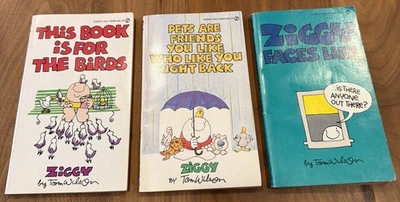 THIS BOOK
iS FOR
THE BiRDS
ZiGGY
by Tom Wilson
PETS ARE
FRiENDS
YOU LiKE
WHO LiKE YOU
RiGHT BACK
ZiGGY
BY Tom Wilson
ZiGGY
FACES LiFE
..iS THERE
ANYONE
OUT THERE?
by Tom Wilson